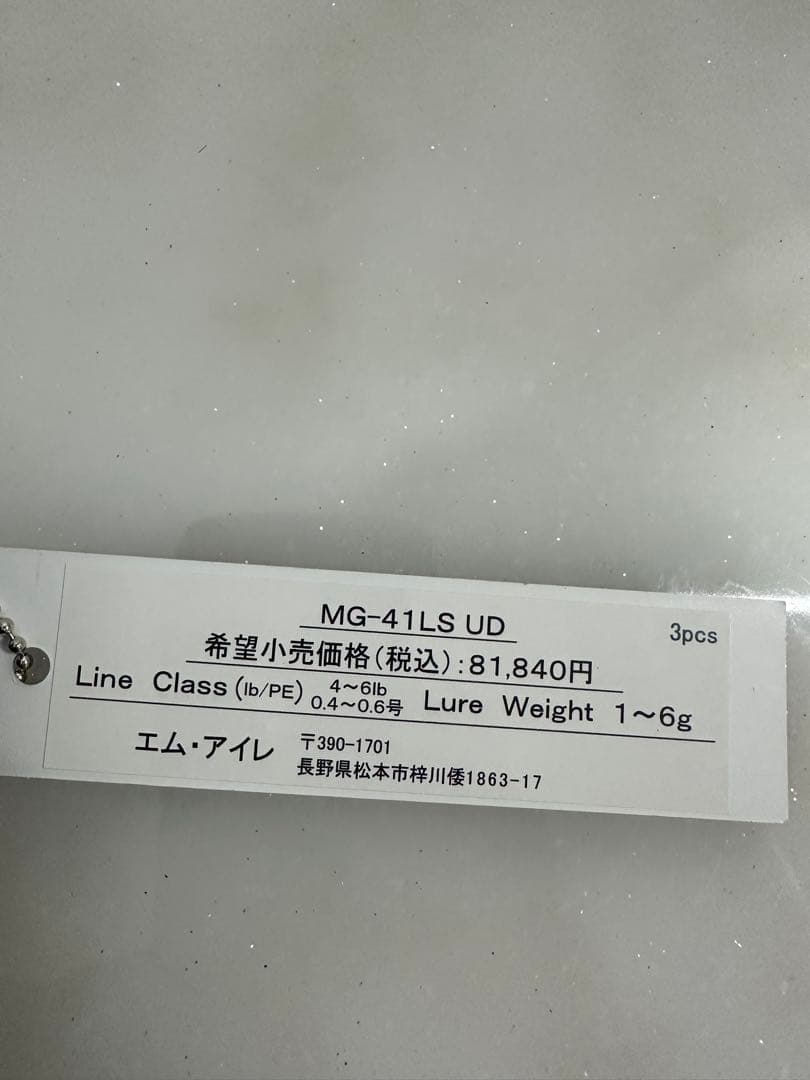 MG-41LS UD 3pcs
希望小売価格(税込):81,840円
Line Class(lb/PE) 4～6lb 0.4～0.6号 Lure Weight 1～6g
エム・アイレ 〒390-1701
長野県松本市梓川倭1863-17